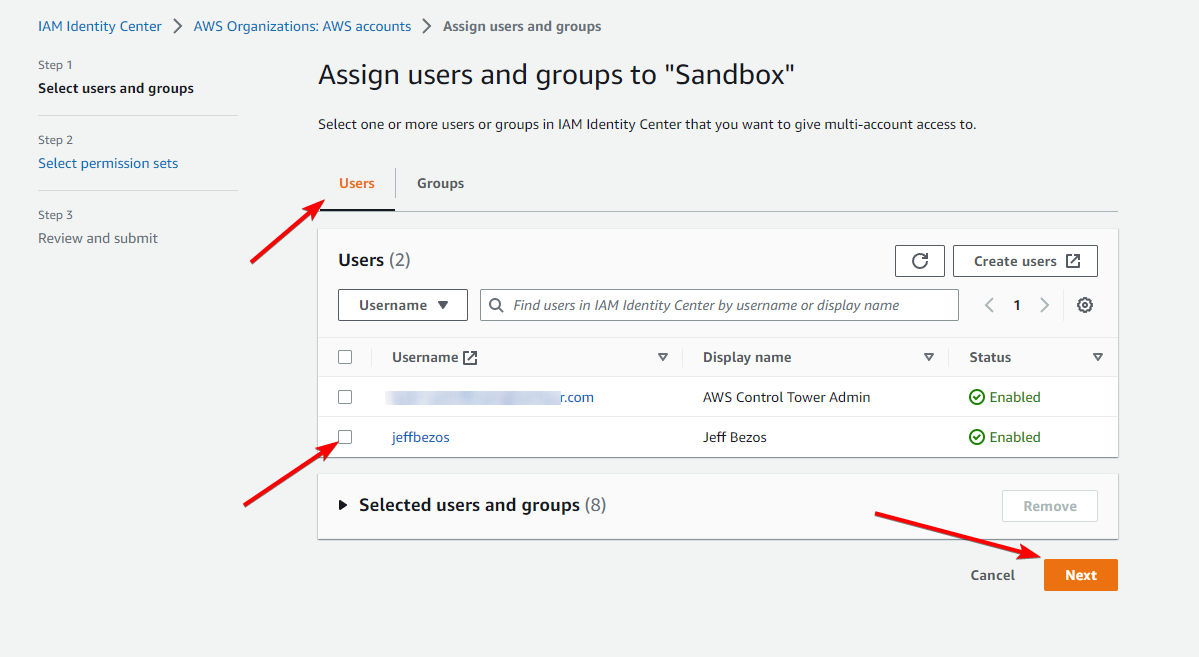 IAM Identity Center > AWS Organizations: AWS accounts > Assign users and groups
Step 1
Select users and groups
Step 2
Select permission sets
Step 3
Review and submit
Assign users and groups to "Sandbox"
Select one or more users or groups in IAM Identity Center that you want to give multi-account access to.
Users Groups
Users (2)
Create users
Username
Find users in IAM Identity Center by username or display name
1
Username Display name Status
r.com AWS Control Tower Admin Enabled
jeffbezos Jeff Bezos Enabled
Selected users and groups (8)
Remove
Cancel Next